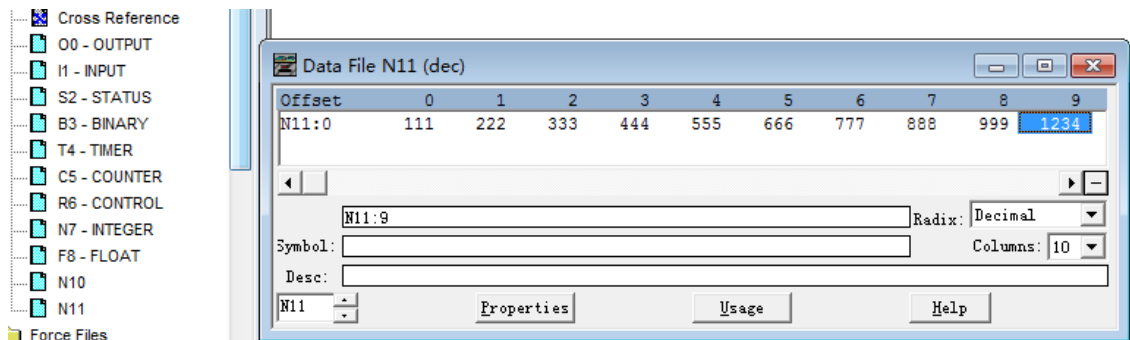 Cross Reference
O0 - OUTPUT
I1 - INPUT
S2 - STATUS
B3 - BINARY
T4 - TIMER
C5 - COUNTER
R6 - CONTROL
N7 - INTEGER
F8 - FLOAT
N10
N11
Force Files
Data File N11 (dec)
Offset 0 1 2 3 4 5 6 7 8 9
N11:0 111 222 333 444 555 666 777 888 999 1234
N11:9 Radix: Decimal
Symbol: Columns: 10
Desc:
N11 Properties Usage Help